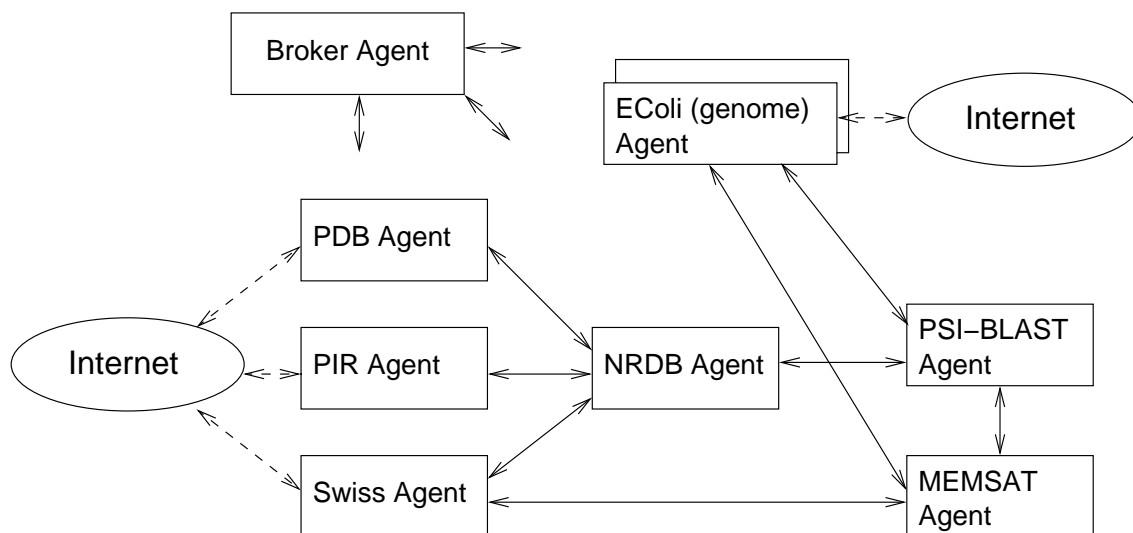 Broker Agent
EColi (genome)
Agent
Internet
PDB Agent
Internet
PIR Agent
NRDB Agent
PSI−BLAST
Agent
Swiss Agent
MEMSAT
Agent